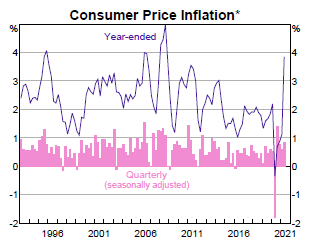 Consumer Price Inflation*
% %
Year-ended
4 4
3 3
2 2
1 1
0 0
-1 -1
-2 -2
Quarterly
(seasonally adjusted)
1996 2001 2006 2011 2016 2021